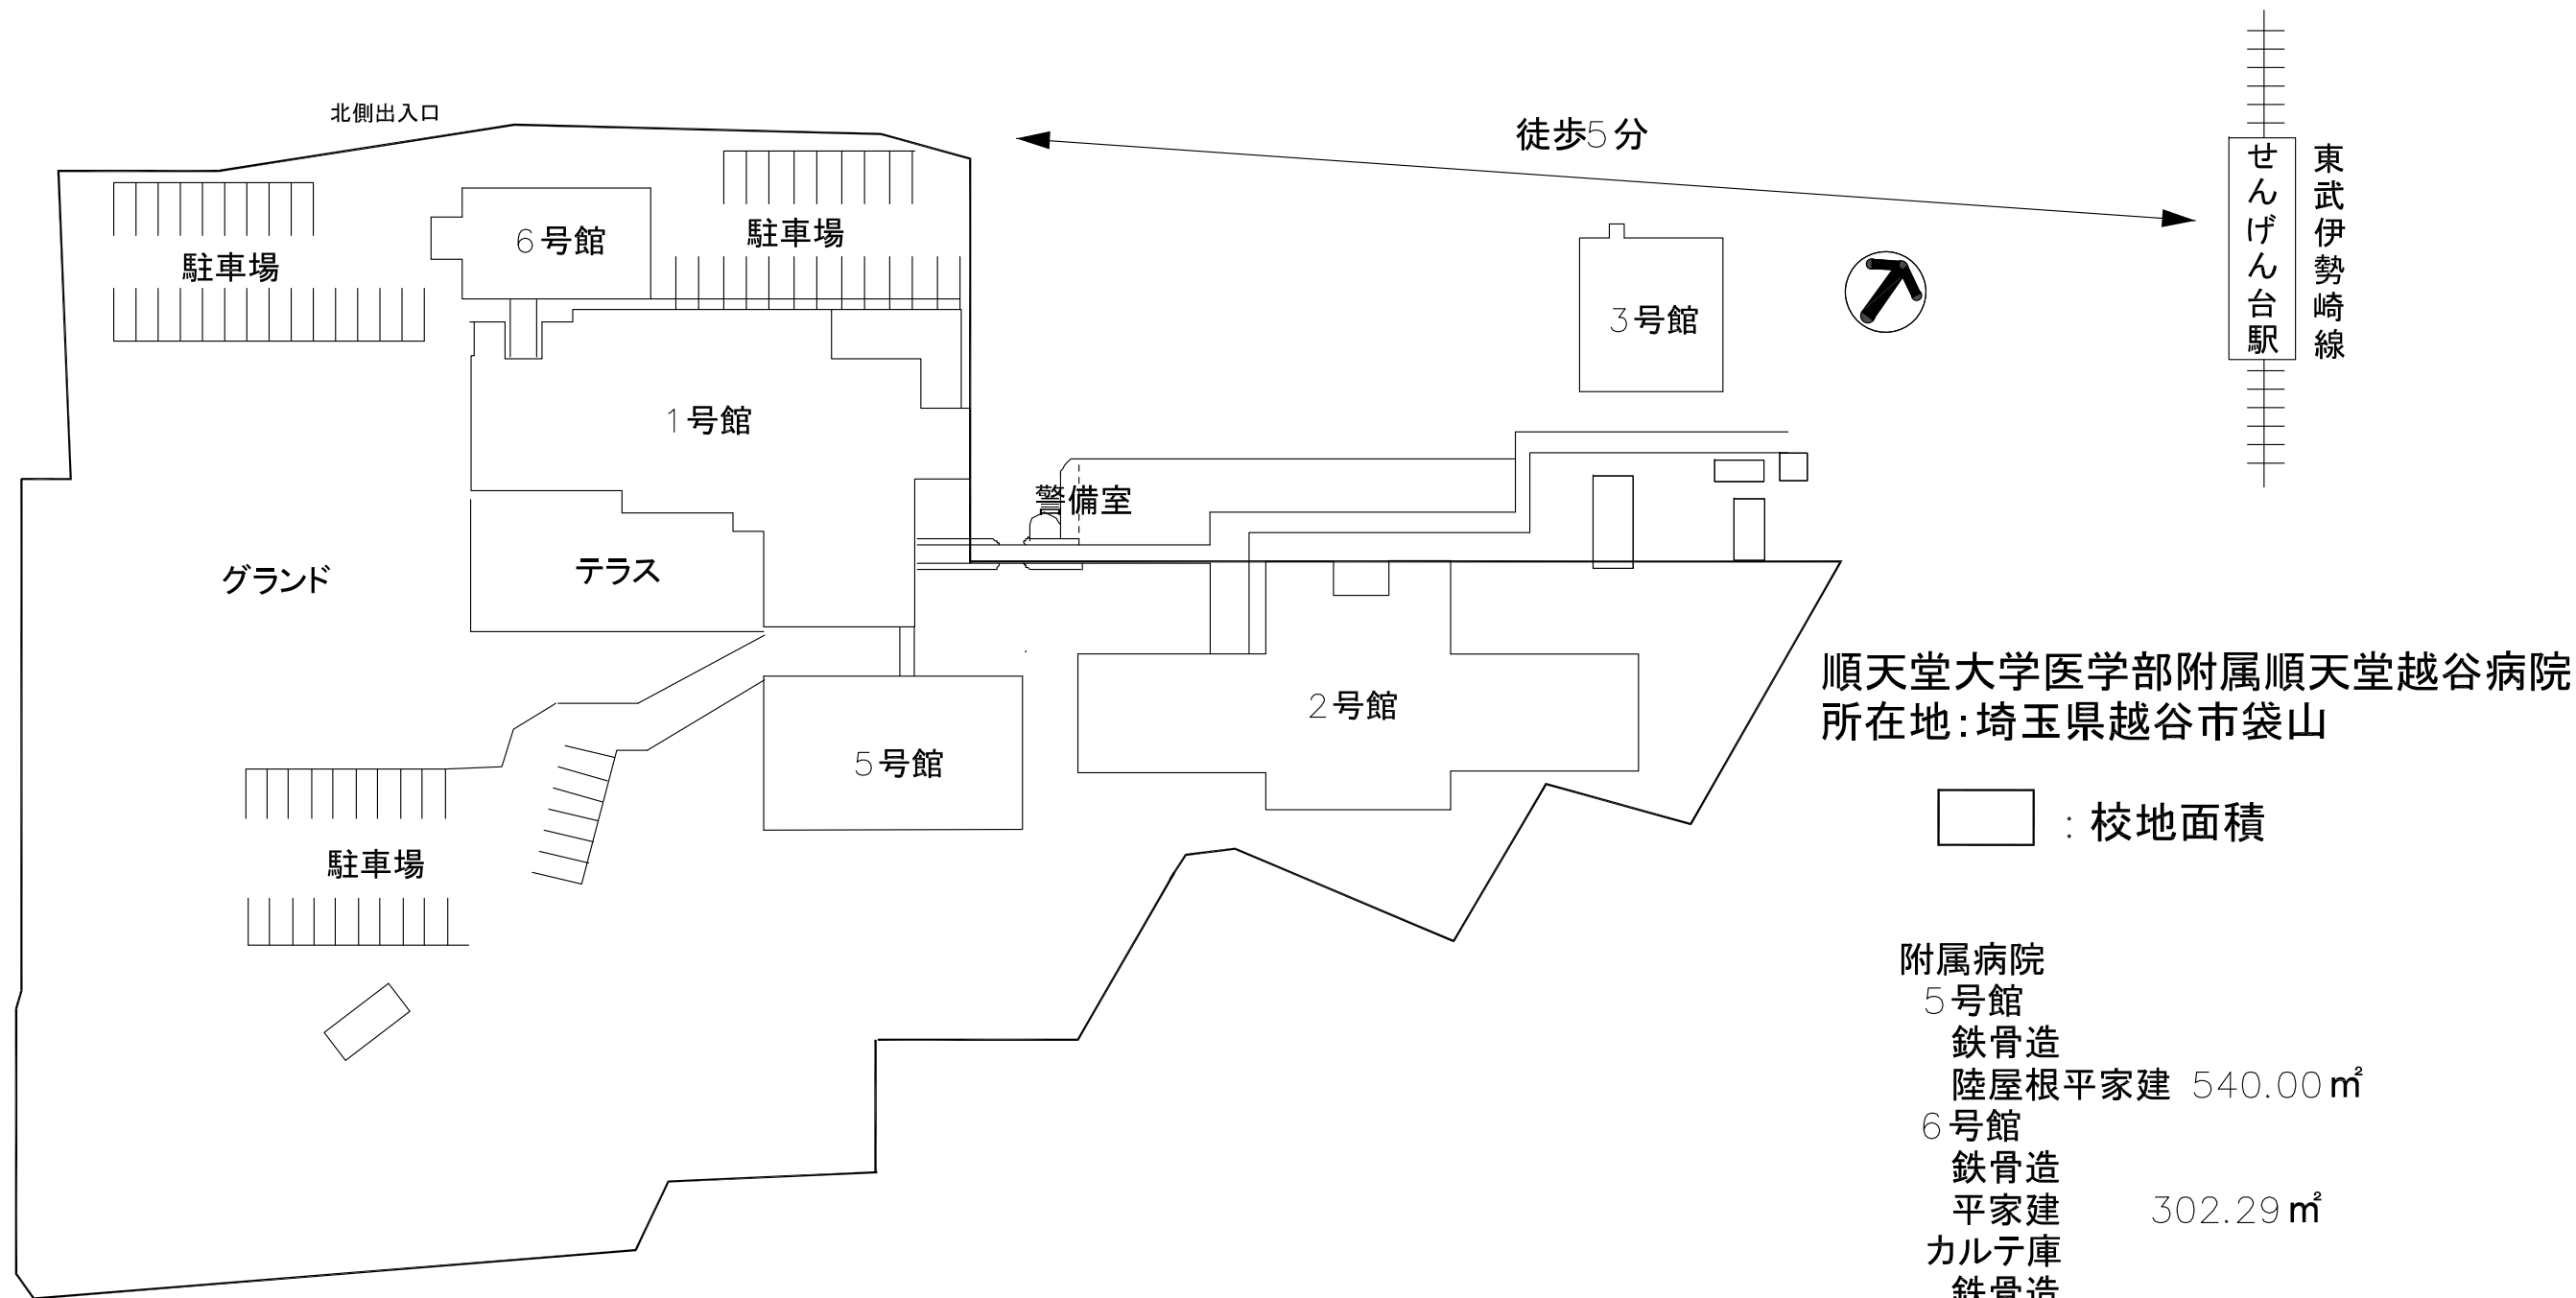 北側出入口
徒歩5分
せんげん台駅
東武伊勢崎線
6号館
駐車場
駐車場
3号館
1号館
警備室
グランド
テラス
2号館
5号館
順天堂大学医学部附属順天堂越谷病院
所在地:埼玉県越谷市袋山
:校地面積
駐車場
附属病院
5号館
鉄骨造
陸屋根平家建 540.00㎡
6号館
鉄骨造
平家建 302.29㎡
カルテ庫
鉄骨造